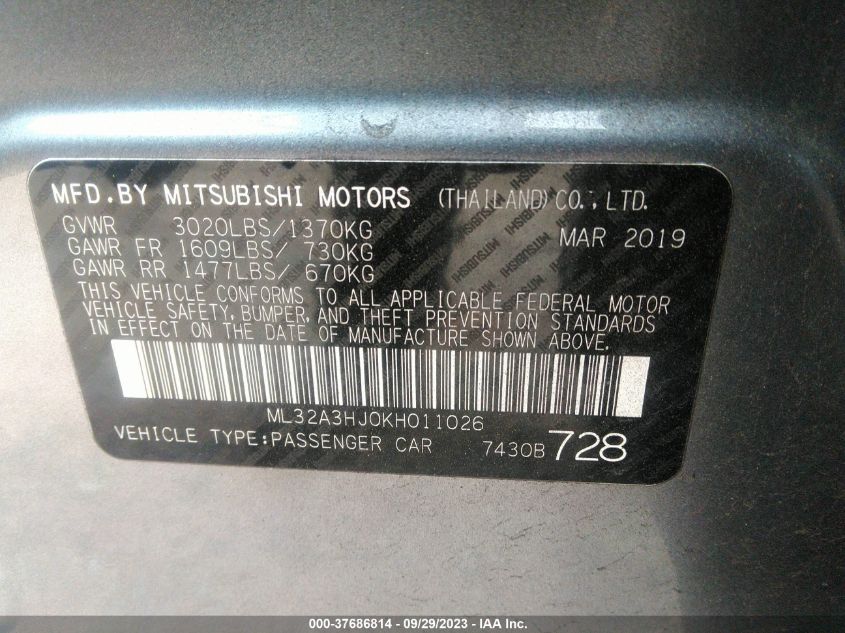 MFD.BY MITSUBISHI MOTORS (THAILAND) CO., LTD.
GVWR 3020LBS/1370KG MAR 2019
GAWR FR 1609LBS/ 730KG
GAWR RR 1477LBS/ 670KG
THIS VEHICLE CONFORMS TO ALL APPLICABLE FEDERAL MOTOR
VEHICLE SAFETY, BUMPER, AND THEFT PREVENTION STANDARDS
IN EFFECT ON THE DATE OF MANUFACTURE SHOWN ABOVE.
ML32A3HJ0KH011026
VEHICLE TYPE:PASSENGER CAR 7430B 728
000-37686814 - 09/29/2023 - IAA Inc.